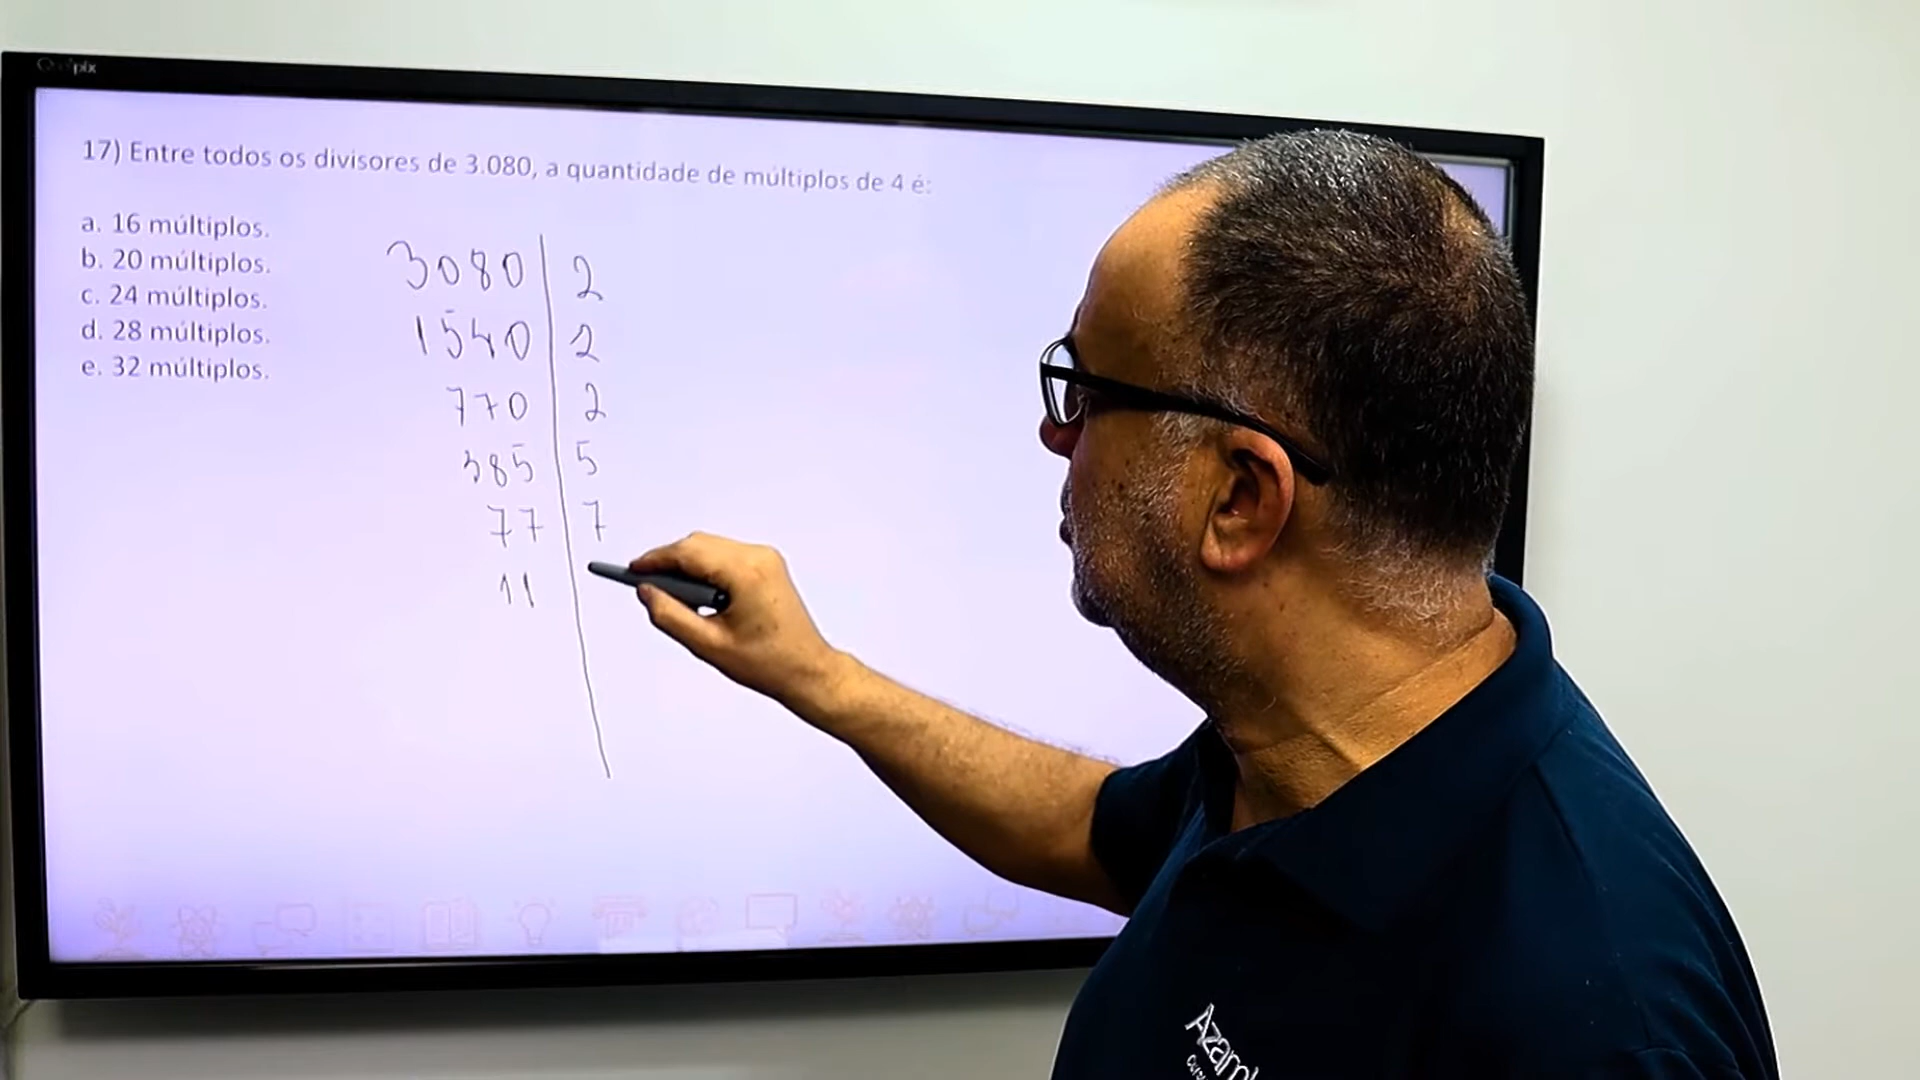 17) Entre todos os divisores de 3.080, a quantidade de múltiplos de 4 é:
a. 16 múltiplos.
b. 20 múltiplos.
c. 24 múltiplos.
d. 28 múltiplos.
e. 32 múltiplos.
3080 | 2
1540 | 2
770 | 2
385 | 5
77 | 7
11